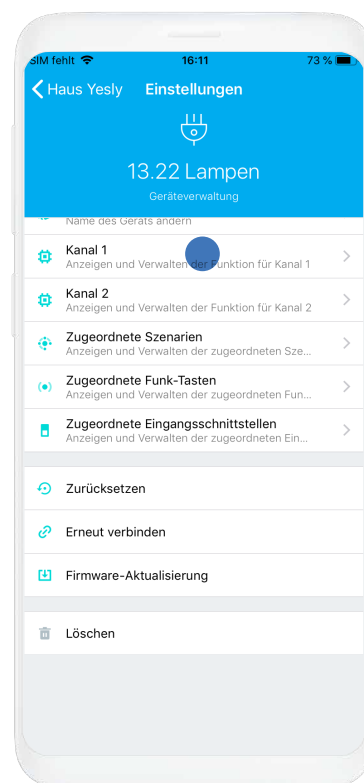 SIM fehlt 16:11 73 %
Haus Yesly Einstellungen
13.22 Lampen
Geräteverwaltung
Name des Geräts ändern
Kanal 1
Anzeigen und Verwalten der Funktion für Kanal 1
Kanal 2
Anzeigen und Verwalten der Funktion für Kanal 2
Zugeordnete Szenarien
Anzeigen und Verwalten der zugeordneten Sze...
Zugeordnete Funk-Tasten
Anzeigen und Verwalten der zugeordneten Fun...
Zugeordnete Eingangsschnittstellen
Anzeigen und Verwalten der zugeordneten Ein...
Zurücksetzen
Erneut verbinden
Firmware-Aktualisierung
Löschen